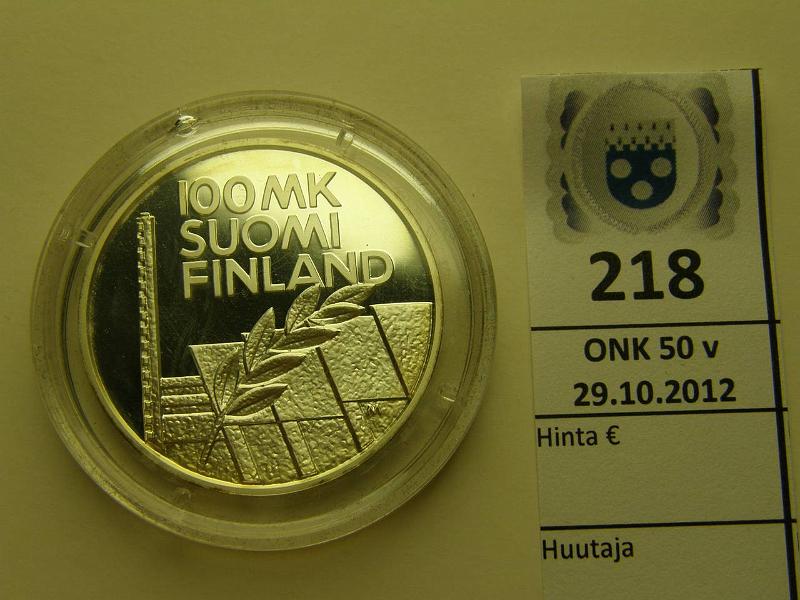 100 MK
SUOMI
FINLAND
218
ONK 50 v
29.10.2012
Hinta €
Huutaja